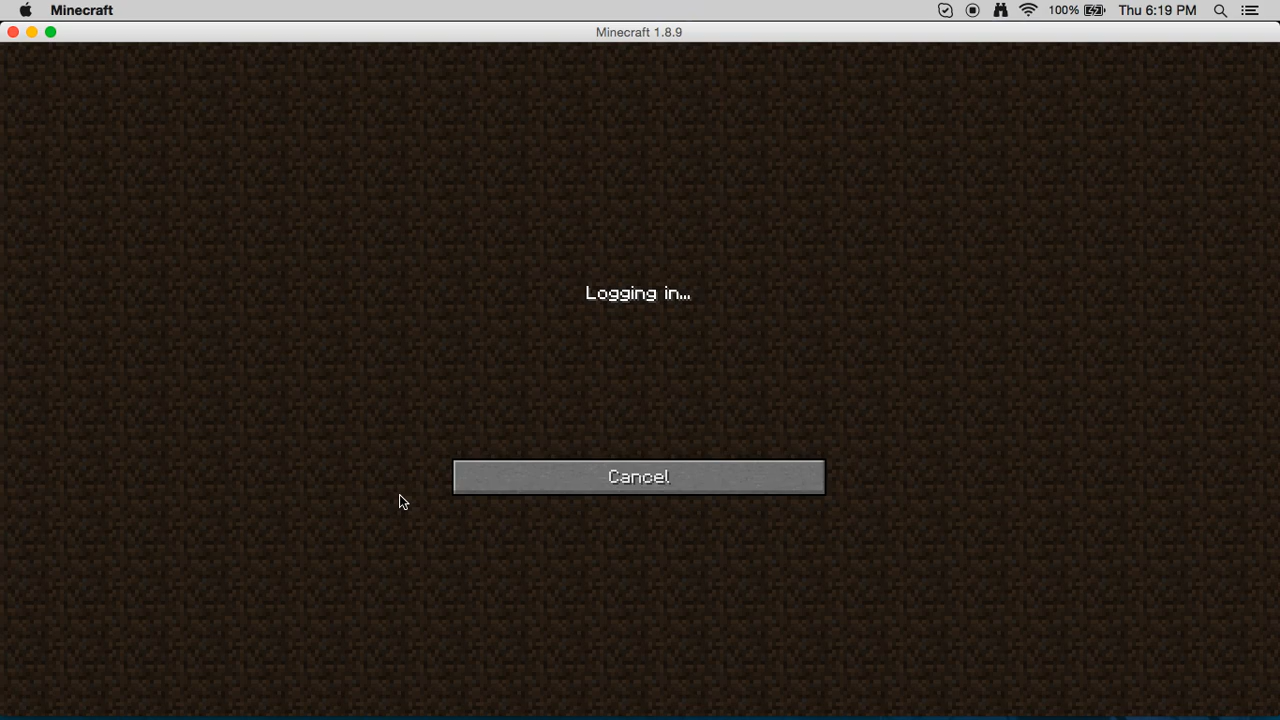 Minecraft
100%
Thu 6:19 PM
Minecraft 1.8.9
Logging in...
Cancel